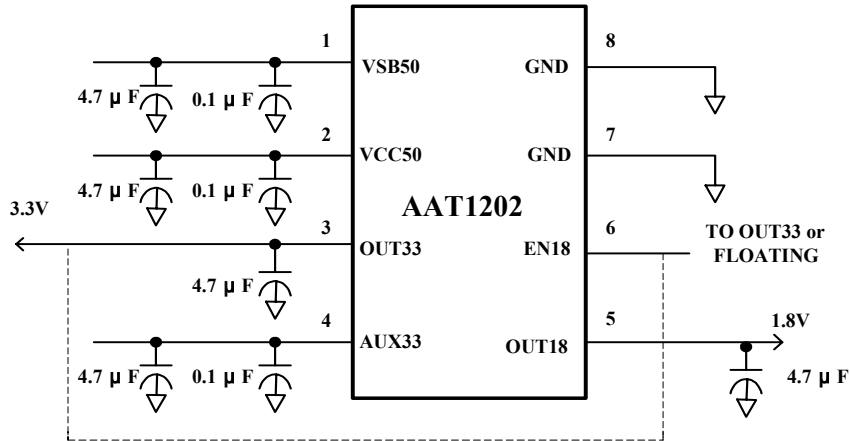 1
8
VSB50
GND
4.7 μ F
0.1 μ F
2
7
VCC50
GND
4.7 μ F
0.1 μ F
AAT1202
3.3V
3
6
TO OUT33 or
FLOATING
OUT33
EN18
4.7 μ F
4
5
1.8V
AUX33
OUT18
4.7 μ F
0.1 μ F
4.7 μ F